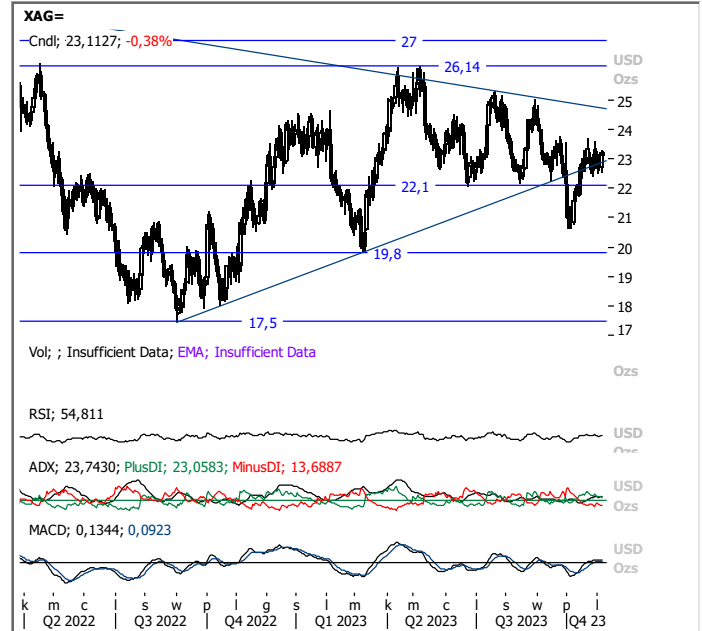 XAG=
Cndl; 23,1127; -0,38%
27
26,14
USD
Ozs
25
24
23
22,1
22
21
20
19,8
19
18
17,5
17
Vol; ; Insufficient Data; EMA; Insufficient Data
Ozs
RSI; 54,811
USD
Ozs
ADX; 23,7430; PlusDI; 23,0583; MinusDI; 13,6887
USD
Ozs
MACD; 0,1344; 0,0923
USD
Ozs
k m c l s w p l g s l m k m c l s w p l
Q2 2022 Q3 2022 Q4 2022 Q1 2023 Q2 2023 Q3 2023 Q4 23